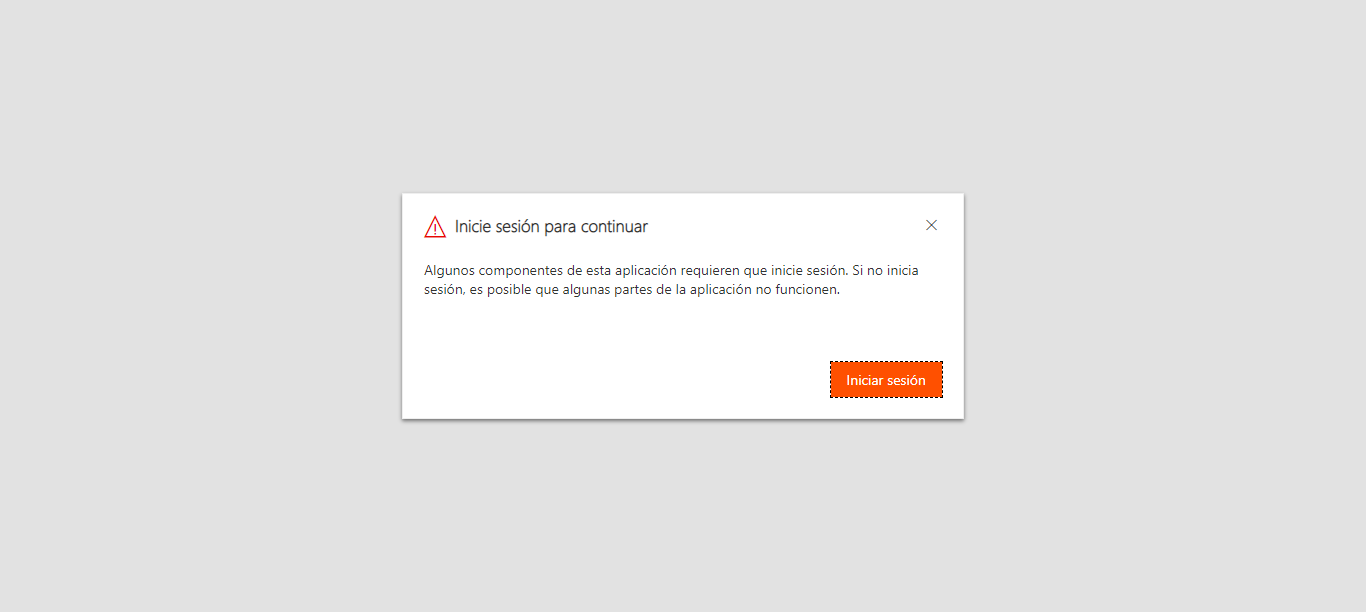 Inicie sesión para continuar
Algunos componentes de esta aplicación requieren que inicie sesión. Si no inicia
sesión, es posible que algunas partes de la aplicación no funcionen.
Iniciar sesión